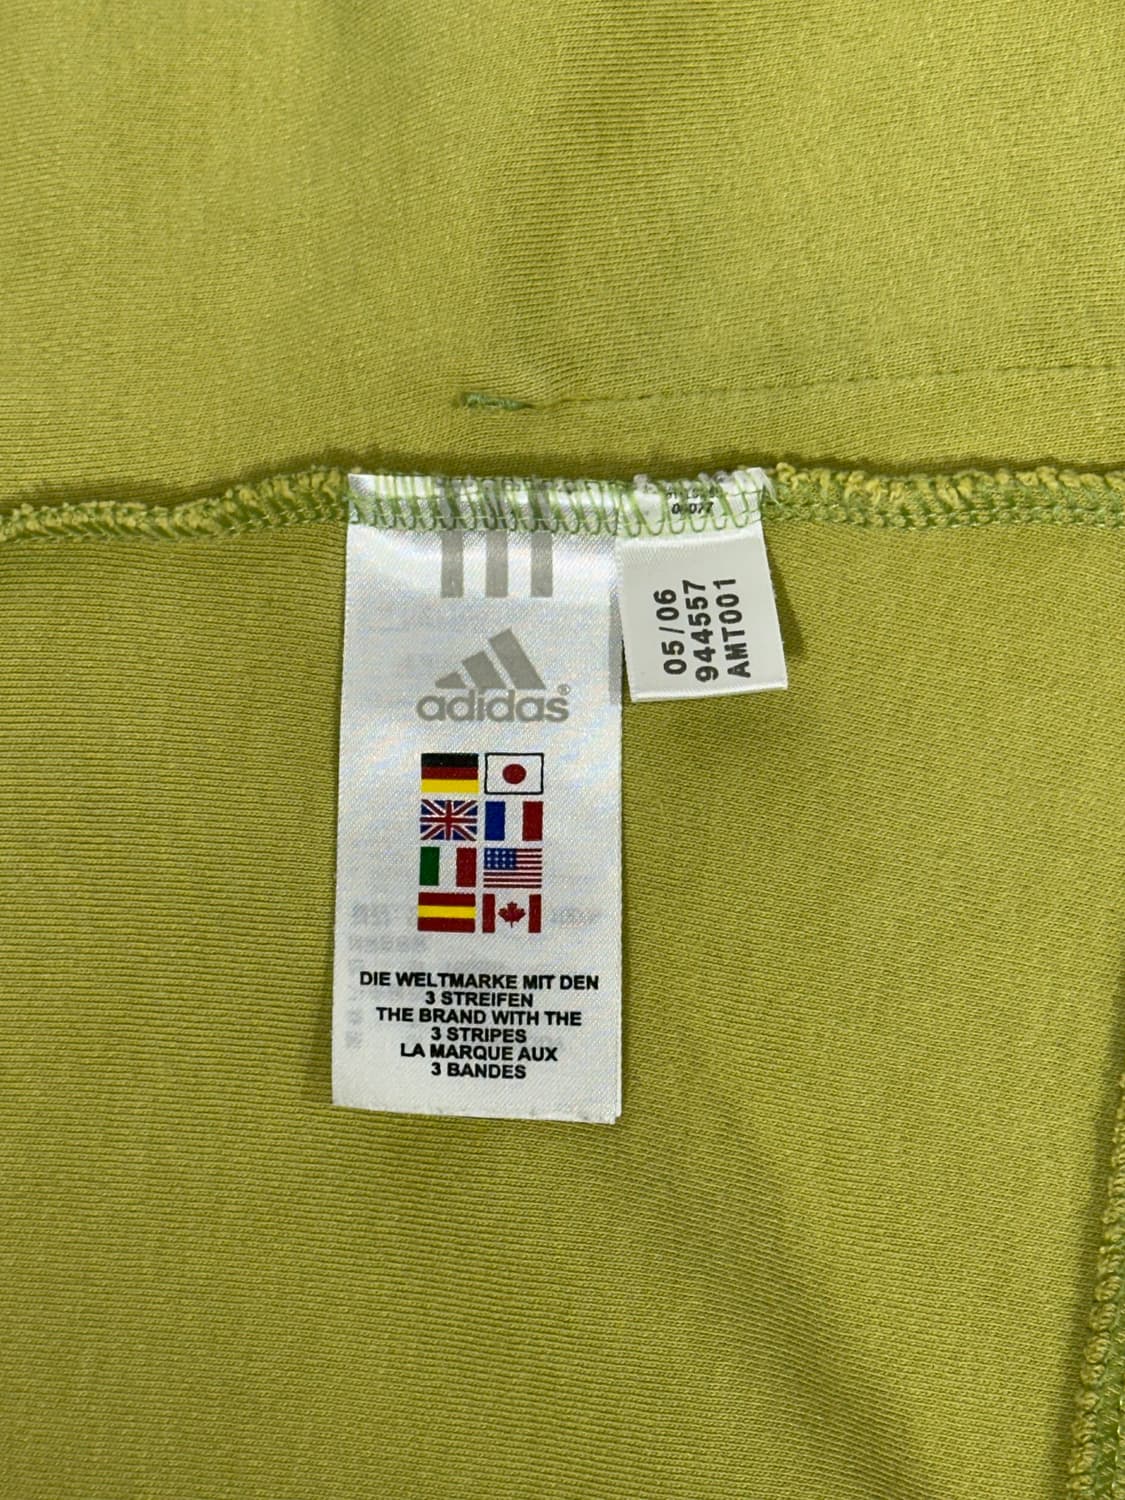 adidas®
DIE WELTMARKE MIT DEN
3 STREIFEN
THE BRAND WITH THE
3 STRIPES
LA MARQUE AUX
3 BANDES
05/06
944557
AMT001